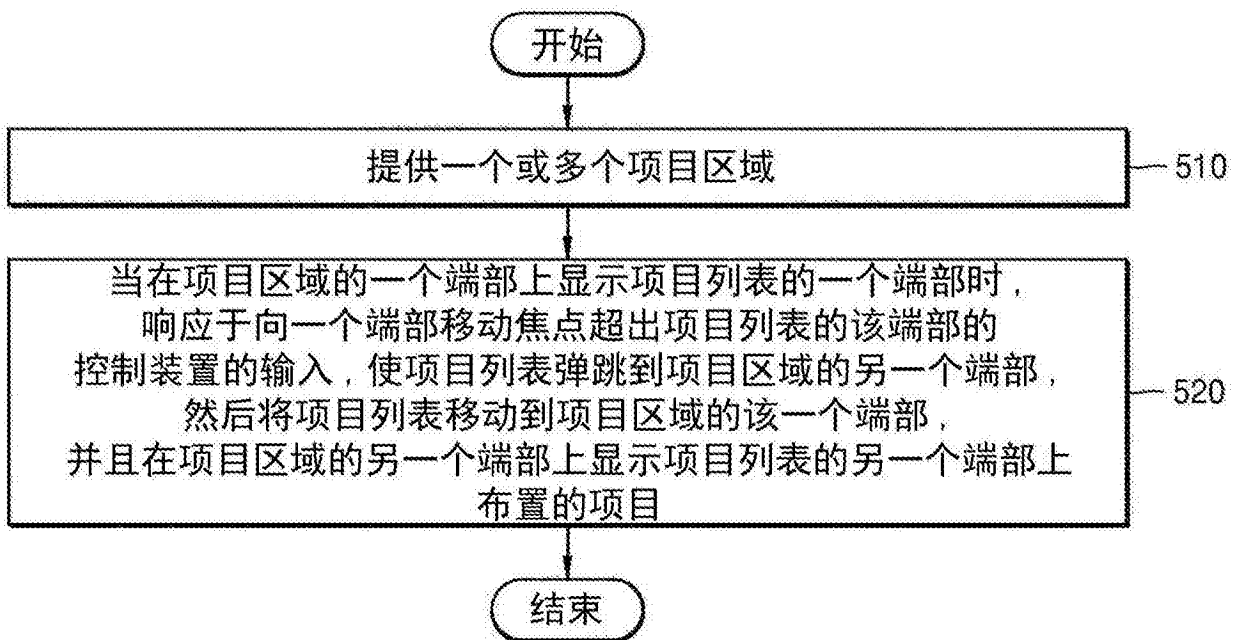 开始
提供一个或多个项目区域
510
当在项目区域的一个端部上显示项目列表的一个端部时，
响应于向一个端部移动焦点超出项目列表的该端部的
控制装置的输入，使项目列表弹跳到项目区域的另一个端部，
然后将项目列表移动到项目区域的该一个端部，
并且在项目区域的另一个端部上显示项目列表的另一个端部上
布置的项目
520
结束